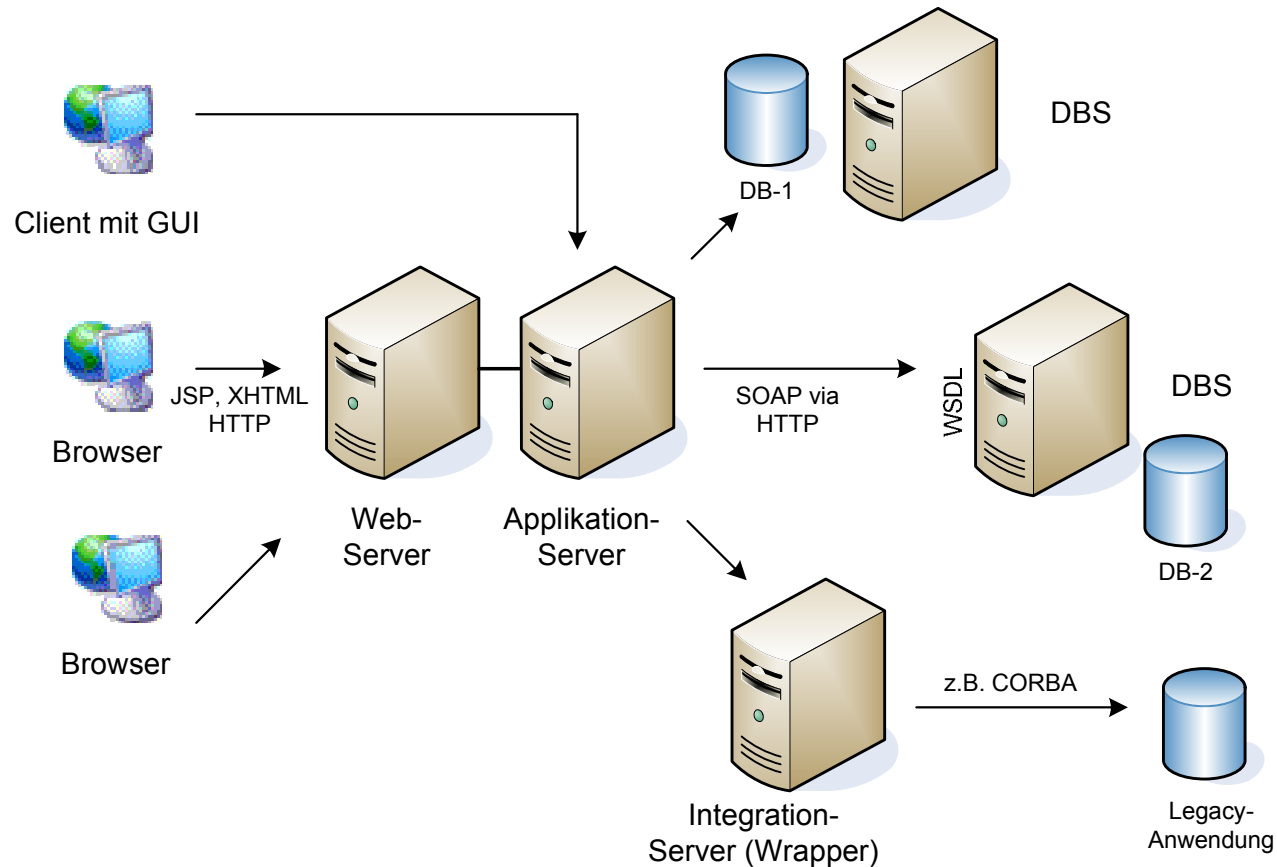 DBS
DB-1
Client mit GUI
JSP, XHTML
HTTP
Browser
SOAP via
HTTP
WSDL
DBS
DB-2
Web-
Server
Applikation-
Server
Browser
z.B. CORBA
Integration-
Server (Wrapper)
Legacy-
Anwendung